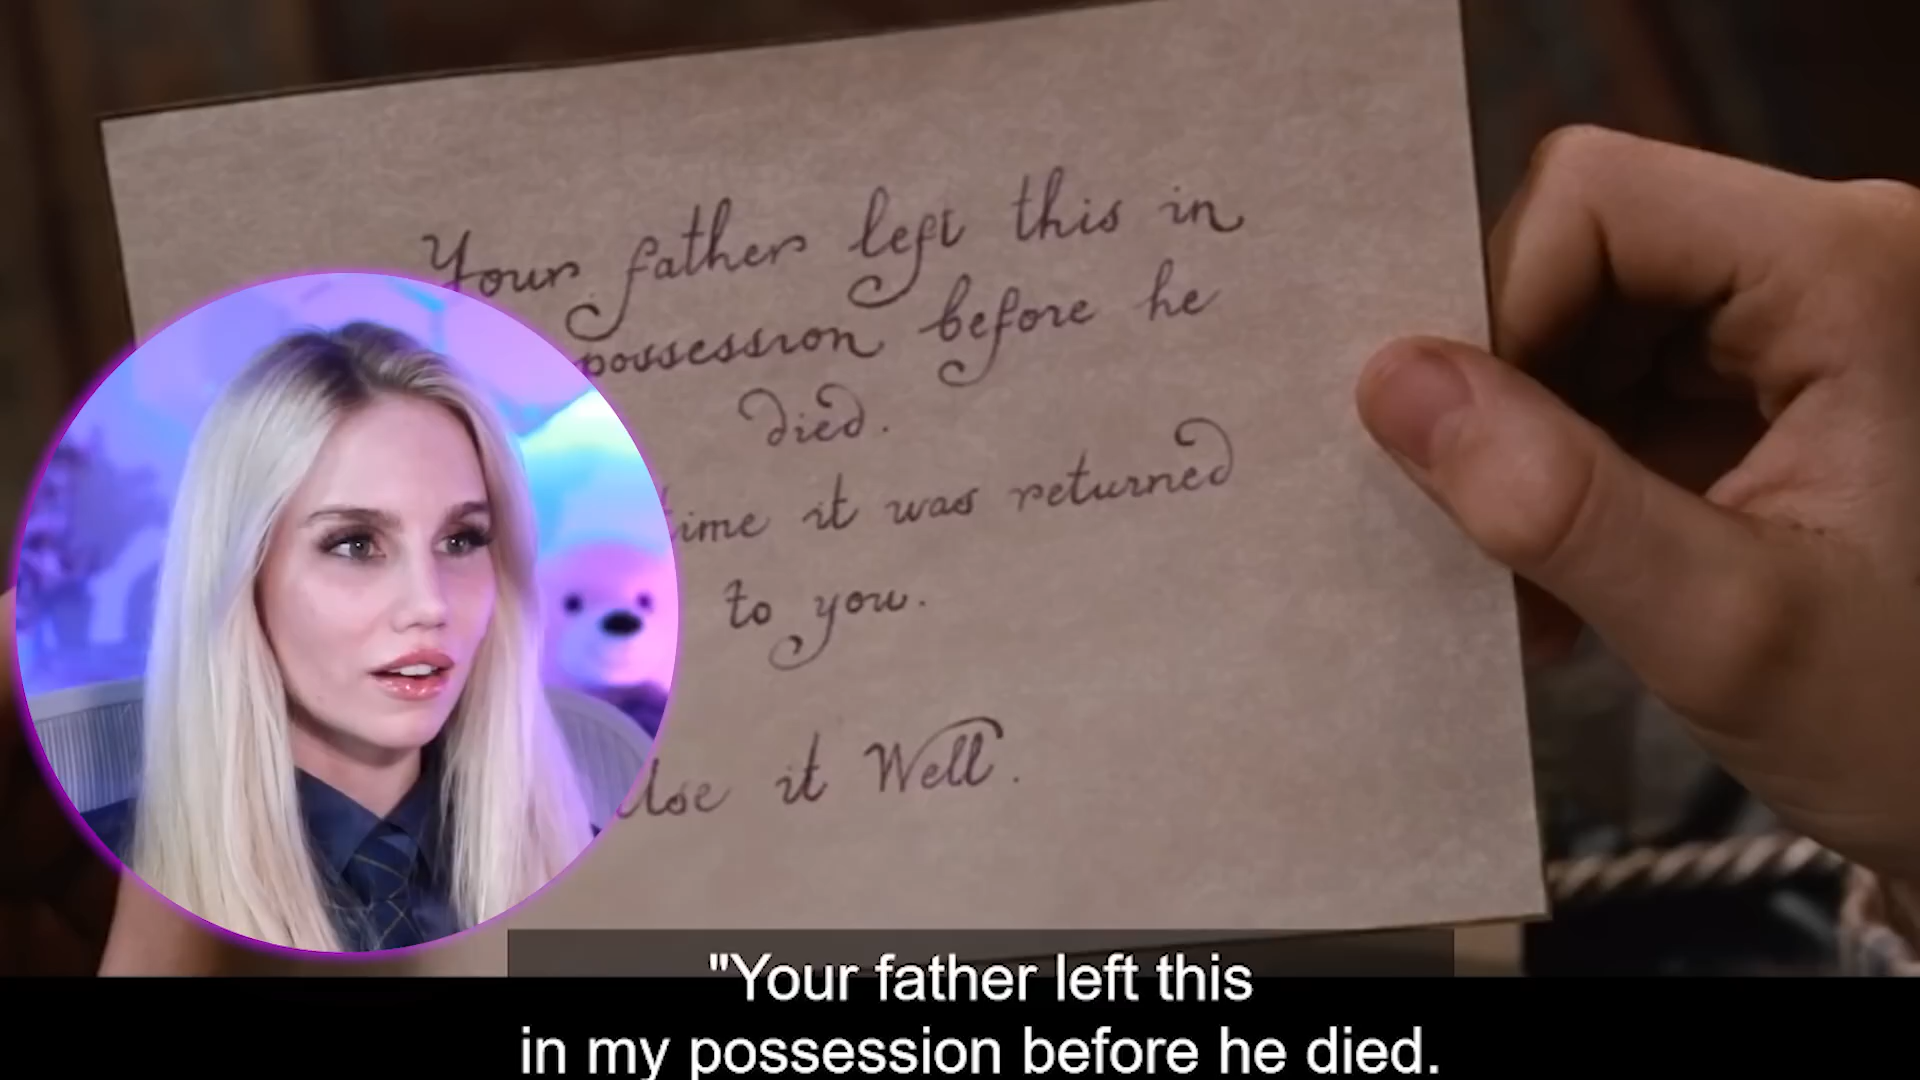 Your father left this in
possession before he
died.
time it was returned
to you.
Use it Well.
"Your father left this
in my possession before he died.